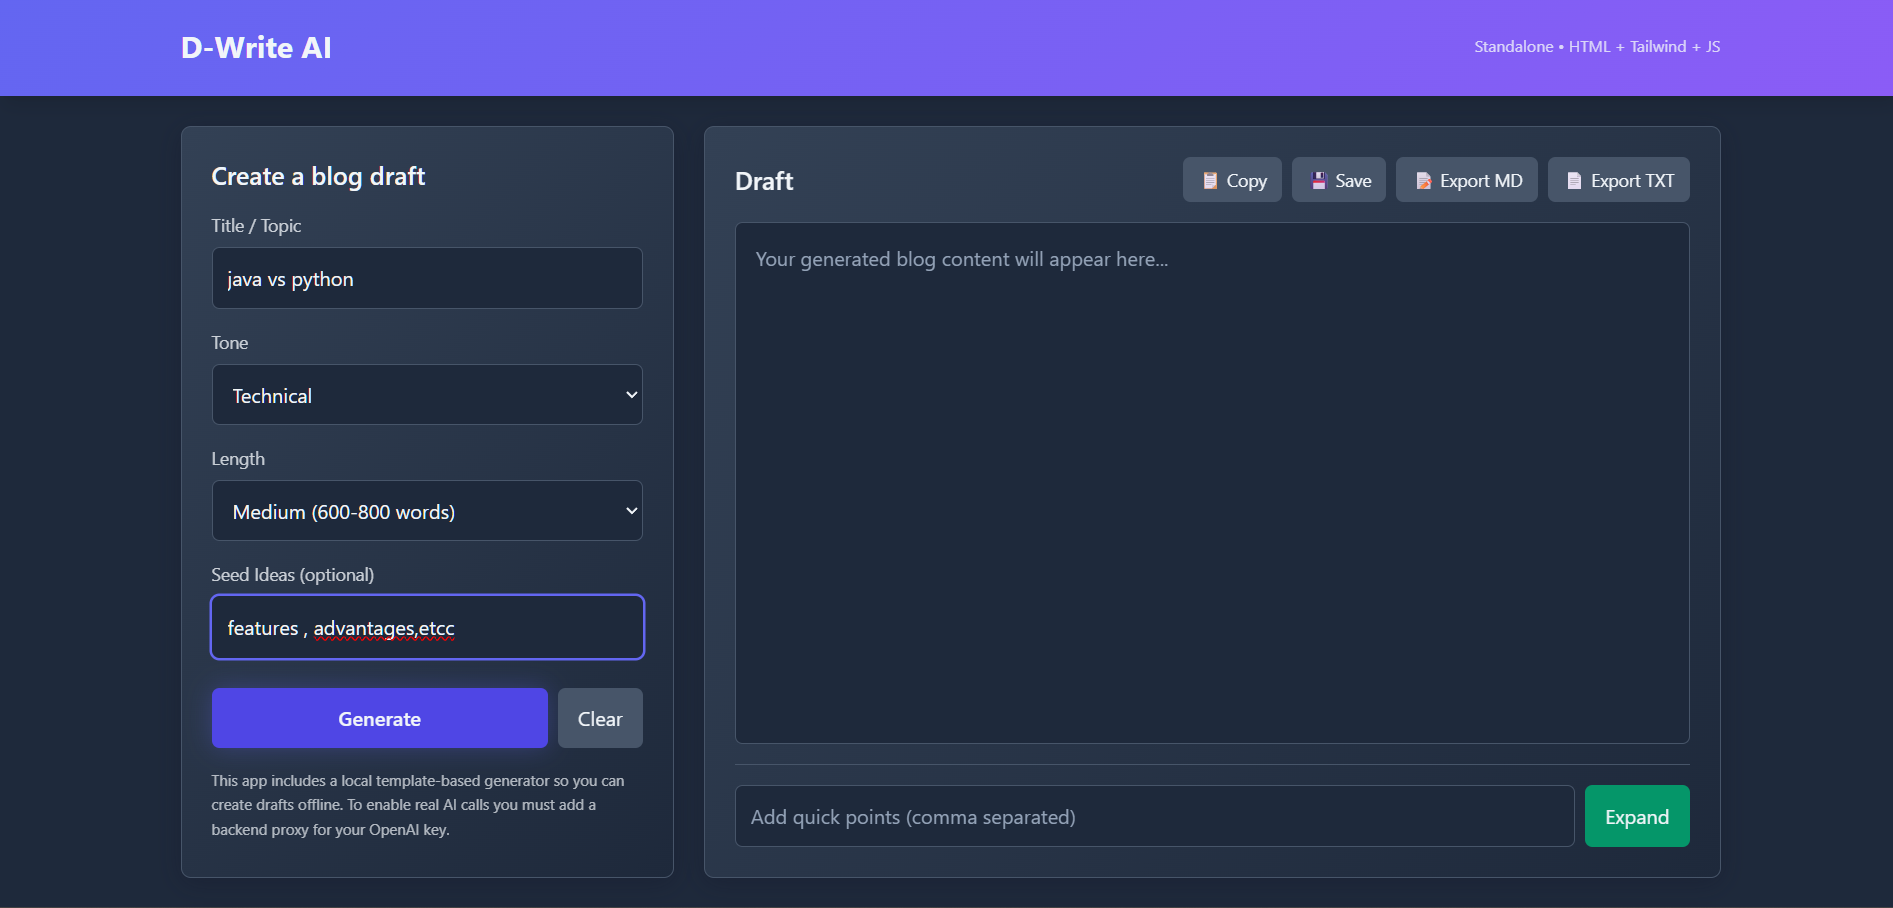 D-Write AI
Standalone • HTML + Tailwind + JS
Create a blog draft
Title / Topic
java vs python
Tone
Technical
Length
Medium (600-800 words)
Seed Ideas (optional)
features , advantages,etcc
Generate
Clear
This app includes a local template-based generator so you can
create drafts offline. To enable real AI calls you must add a
backend proxy for your OpenAI key.
Draft
Copy
Save
Export MD
Export TXT
Your generated blog content will appear here...
Add quick points (comma separated)
Expand